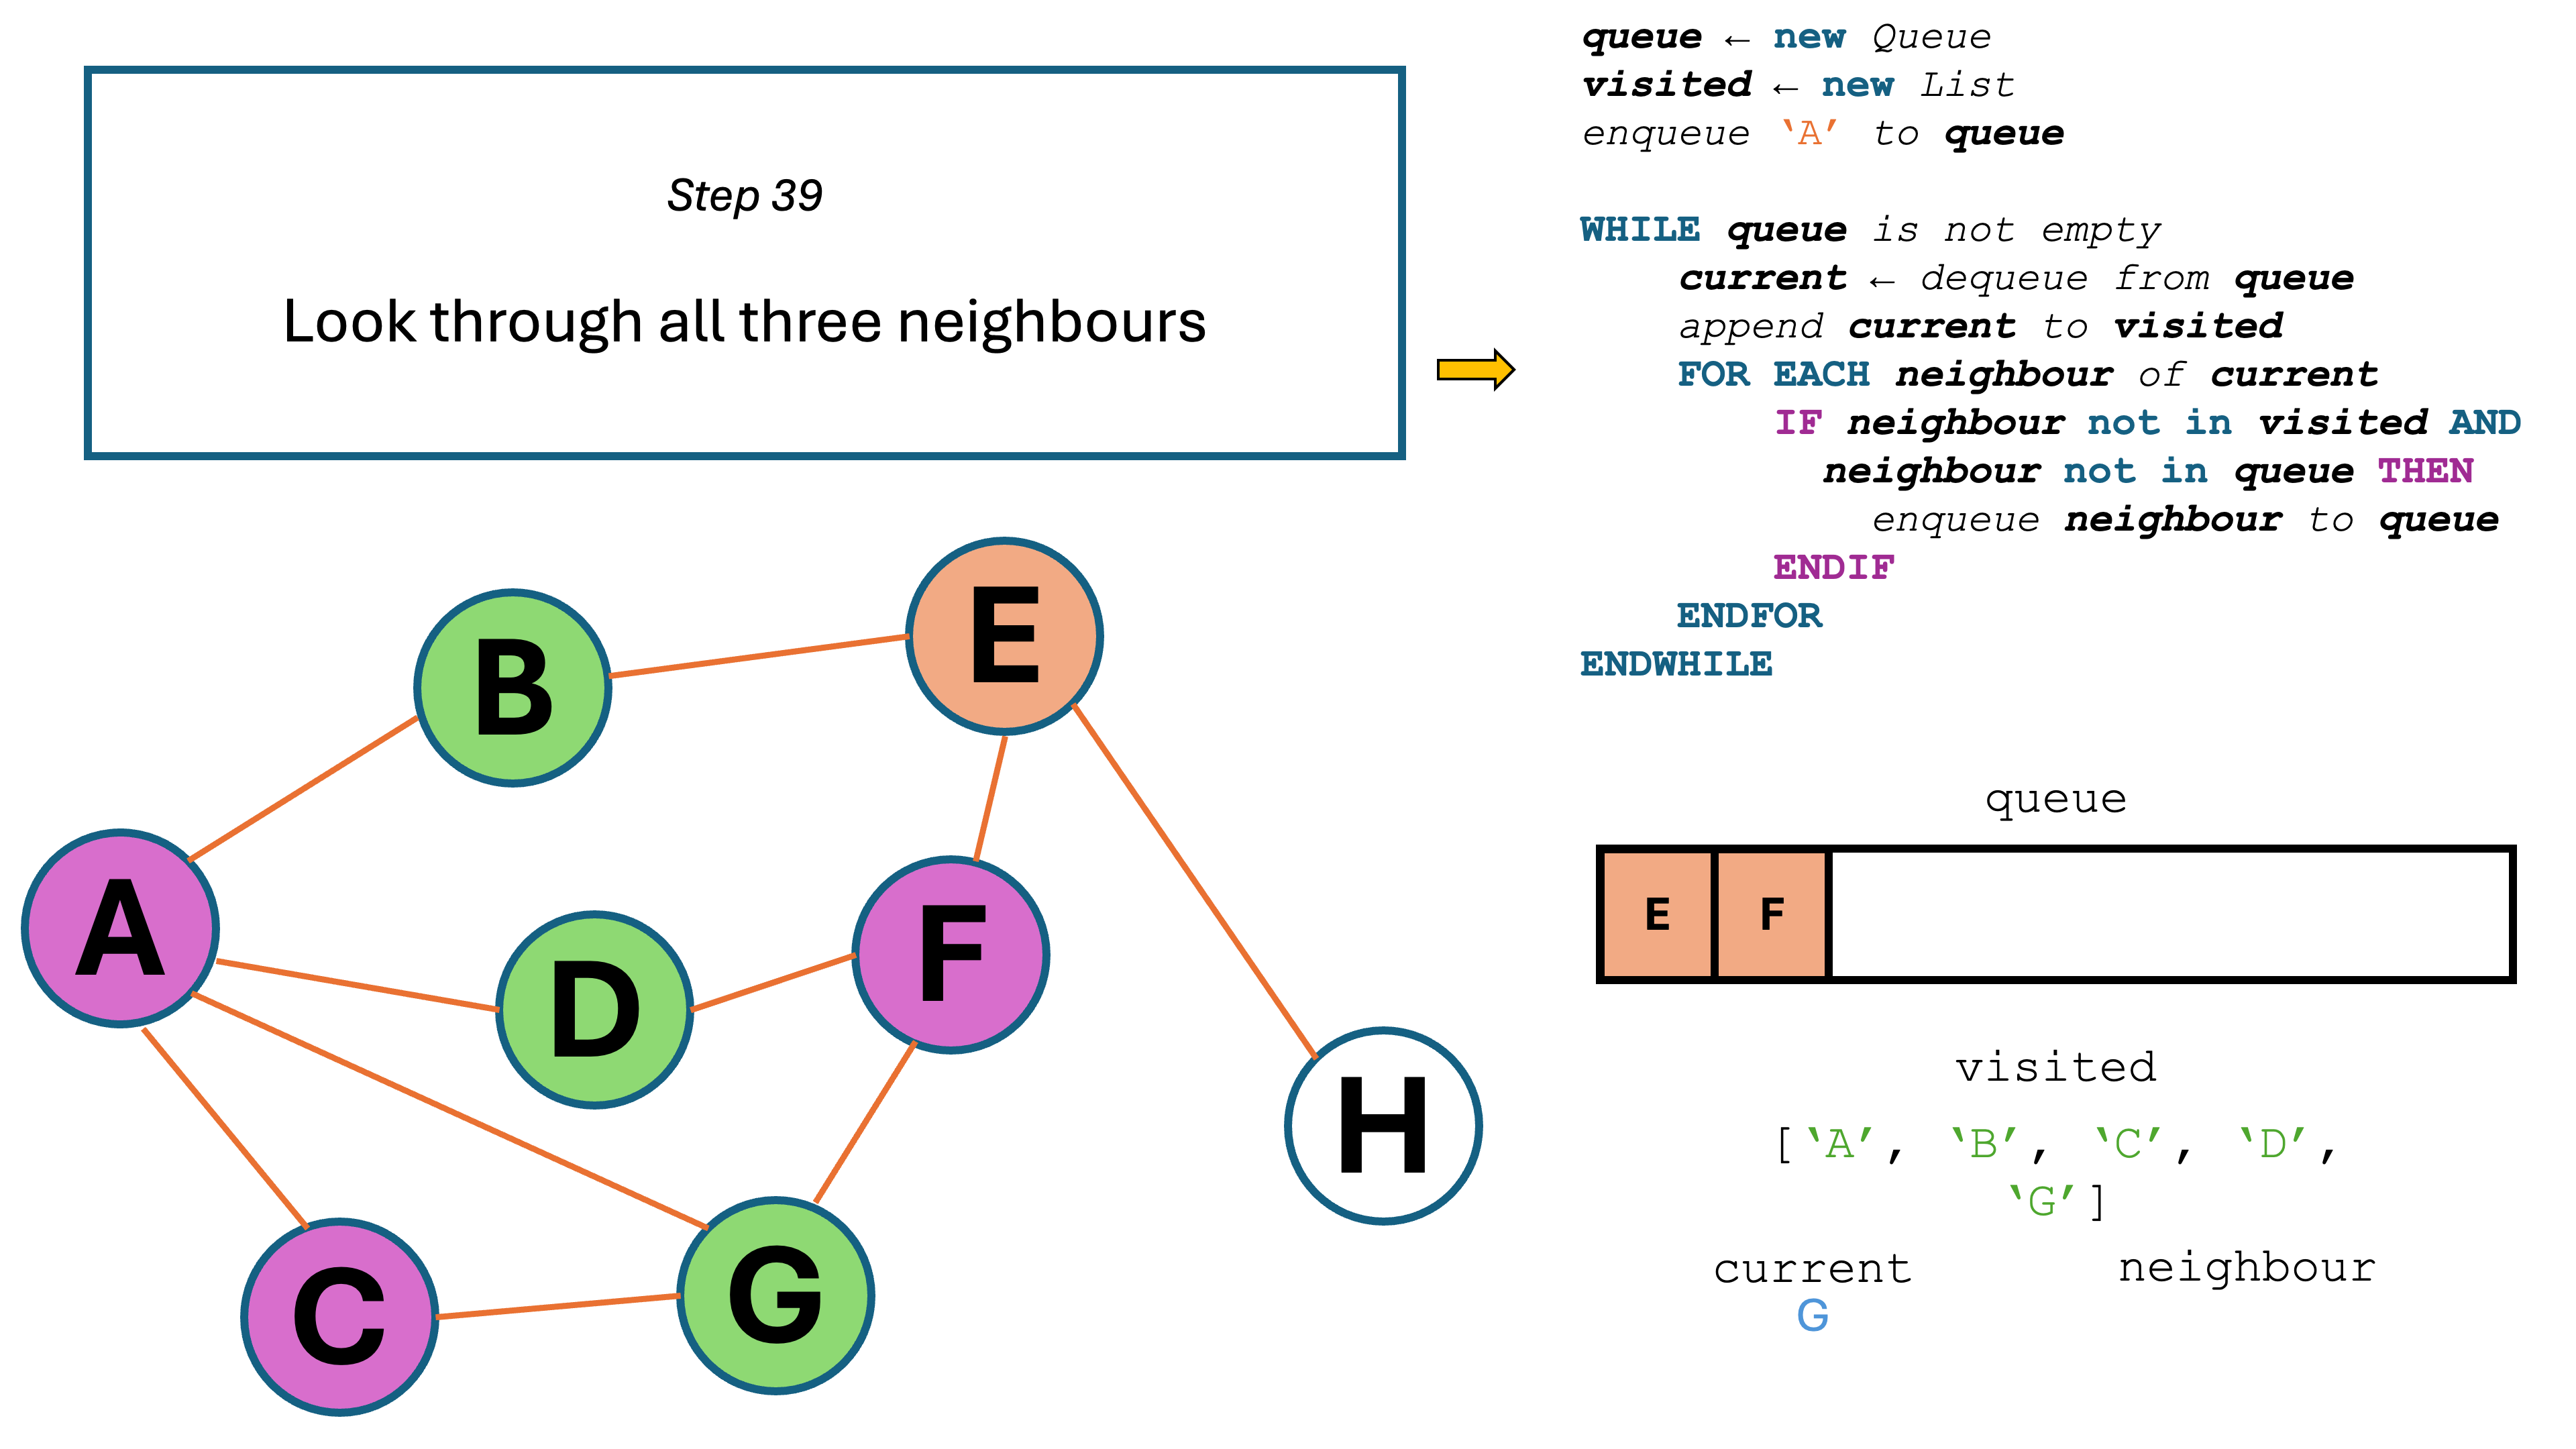 Step 39
Look through all three neighbours
queue ← new Queue
visited ← new List
enqueue ‘A’ to queue
WHILE queue is not empty
current ← dequeue from queue
append current to visited
FOR EACH neighbour of current
IF neighbour not in visited AND
neighbour not in queue THEN
enqueue neighbour to queue
ENDIF
ENDFOR
ENDWHILE
B
E
A
D
F
H
C
G
queue
E F
visited
[‘A’, ‘B’, ‘C’, ‘D’,
‘G’]
current neighbour
G